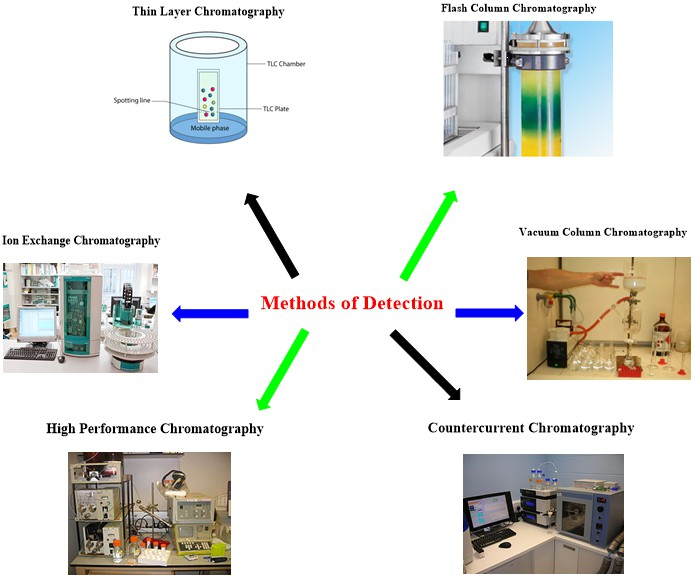 Thin Layer Chromatography
Flash Column Chromatography
TLC Chamber
Spotting line
TLC Plate
Mobile phase
Ion Exchange Chromatography
Vacuum Column Chromatography
Methods of Detection
High Performance Chromatography
Countercurrent Chromatography